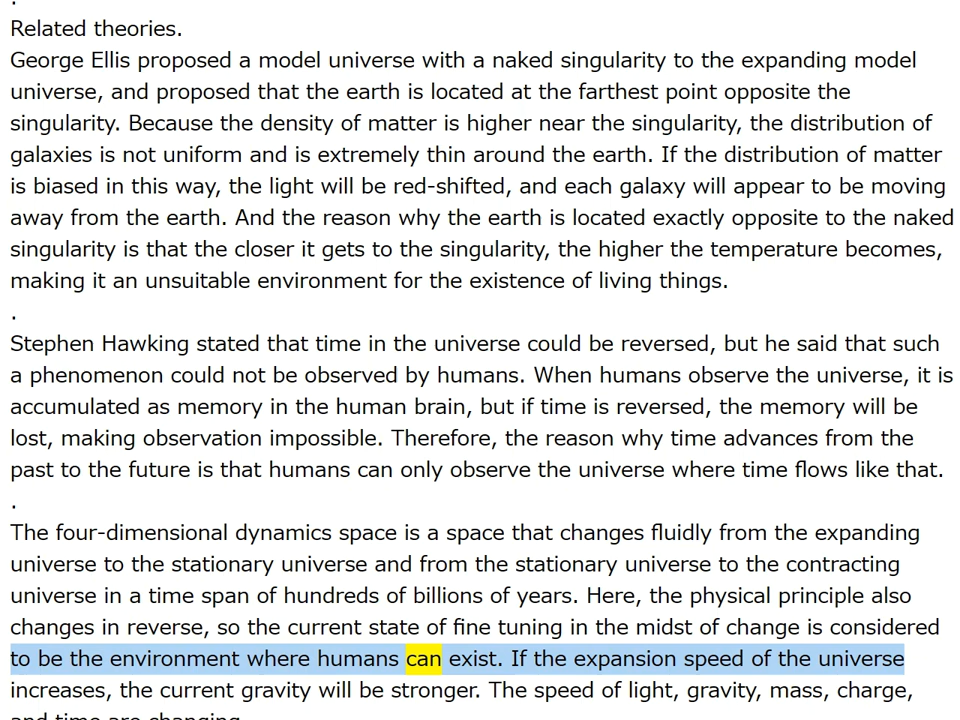 .
Related theories.
George Ellis proposed a model universe with a naked singularity to the expanding model
universe, and proposed that the earth is located at the farthest point opposite the
singularity. Because the density of matter is higher near the singularity, the distribution of
galaxies is not uniform and is extremely thin around the earth. If the distribution of matter
is biased in this way, the light will be red-shifted, and each galaxy will appear to be moving
away from the earth. And the reason why the earth is located exactly opposite to the naked
singularity is that the closer it gets to the singularity, the higher the temperature becomes,
making it an unsuitable environment for the existence of living things.
.
Stephen Hawking stated that time in the universe could be reversed, but he said that such
a phenomenon could not be observed by humans. When humans observe the universe, it is
accumulated as memory in the human brain, but if time is reversed, the memory will be
lost, making observation impossible. Therefore, the reason why time advances from the
past to the future is that humans can only observe the universe where time flows like that.
.
The four-dimensional dynamics space is a space that changes fluidly from the expanding
universe to the stationary universe and from the stationary universe to the contracting
universe in a time span of hundreds of billions of years. Here, the physical principle also
changes in reverse, so the current state of fine tuning in the midst of change is considered
to be the environment where humans can exist. If the expansion speed of the universe
increases, the current gravity will be stronger. The speed of light, gravity, mass, charge,
and time are changing.